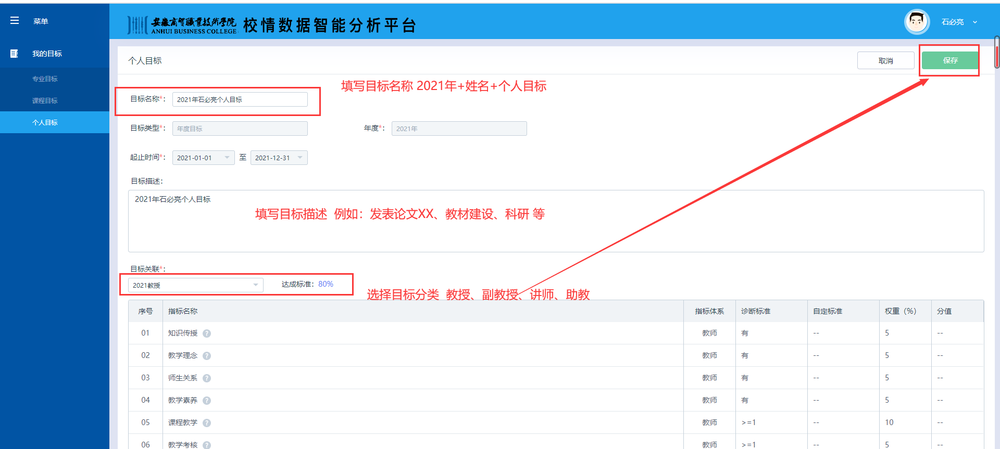 菜单
安徽商贸職業技術學院
ANHUI BUSINESS COLLEGE
校情数据智能分析平台
石必亮
我的目标
专业目标
课程目标
个人目标
个人目标
取消
保存
填写目标名称 2021年+姓名+个人目标
目标名称*： 2021年石必亮个人目标
目标类型*： 年度目标 年度*： 2021年
起止时间*： 2021-01-01 至 2021-12-31
目标描述：
2021年石必亮个人目标
填写目标描述 例如：发表论文XX、教材建设、科研 等
目标关联*：
2021教授 达成标准：80%
选择目标分类 教授、副教授、讲师、助教
序号 指标名称 指标体系 诊断标准 自定标准 权重（%） 分值
01 知识传授 ? 教师 有 -- 5 --
02 教学理念 ? 教师 有 -- 5 --
03 师生关系 ? 教师 有 -- 5 --
04 教学素养 ? 教师 有 -- 5 --
05 课程教学 ? 教师 >=1 -- 10 --
06 教学考核 ? 教师 >=1 -- 5 --